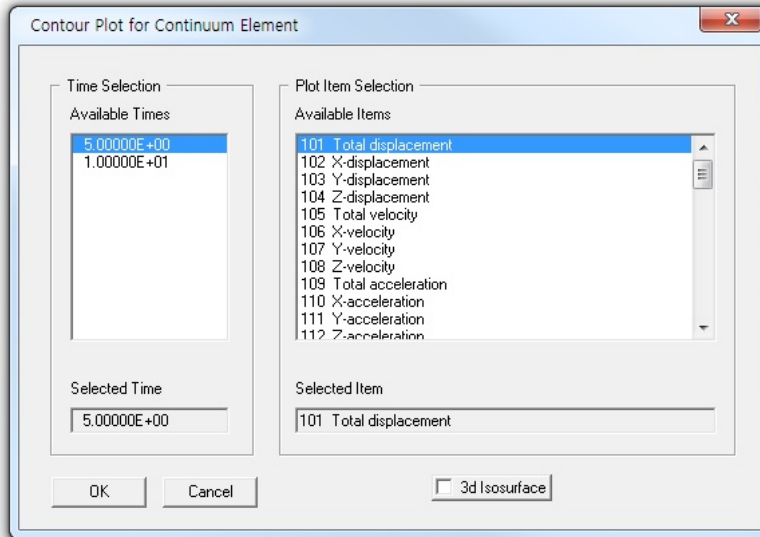 Contour Plot for Continuum Element
Time Selection
Available Times
5.00000E+00
1.00000E+01
Selected Time
5.00000E+00
Plot Item Selection
Available Items
101 Total displacement
102 X-displacement
103 Y-displacement
104 Z-displacement
105 Total velocity
106 X-velocity
107 Y-velocity
108 Z-velocity
109 Total acceleration
110 X-acceleration
111 Y-acceleration
112 Z-acceleration
Selected Item
101 Total displacement
OK
Cancel
3d Isosurface